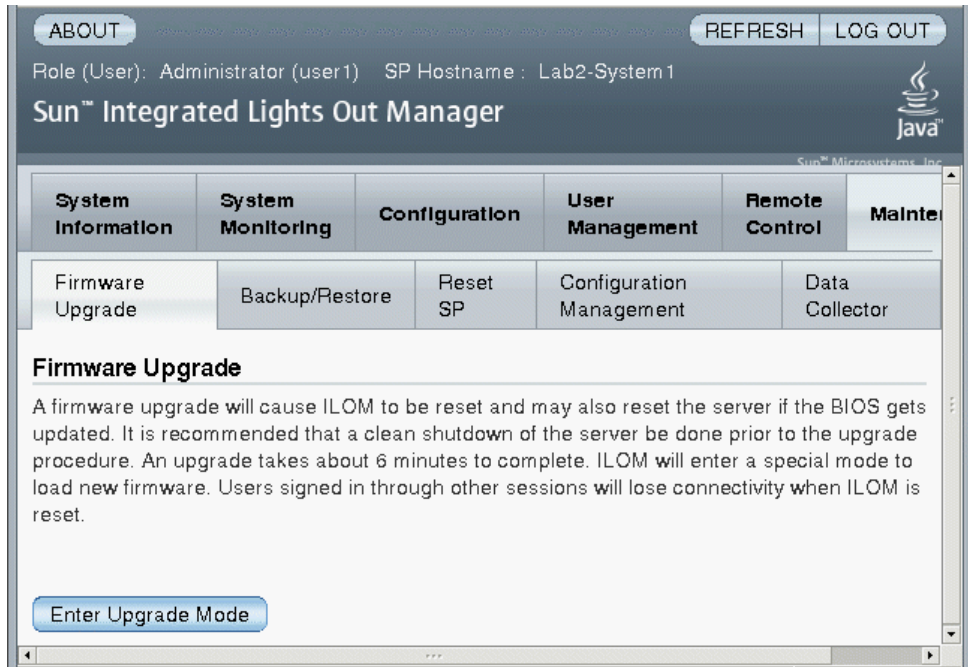 ABOUT
REFRESH
LOG OUT
Role (User): Administrator (user1) SP Hostname : Lab2-System1
Sun™ Integrated Lights Out Manager
Java™
Sun™ Microsystems, Inc
System
Information
System
Monitoring
Configuration
User
Management
Remote
Control
Mainte
Firmware
Upgrade
Backup/Restore
Reset
SP
Configuration
Management
Data
Collector
Firmware Upgrade
A firmware upgrade will cause ILOM to be reset and may also reset the server if the BIOS gets
updated. It is recommended that a clean shutdown of the server be done prior to the upgrade
procedure. An upgrade takes about 6 minutes to complete. ILOM will enter a special mode to
load new firmware. Users signed in through other sessions will lose connectivity when ILOM is
reset.
Enter Upgrade Mode